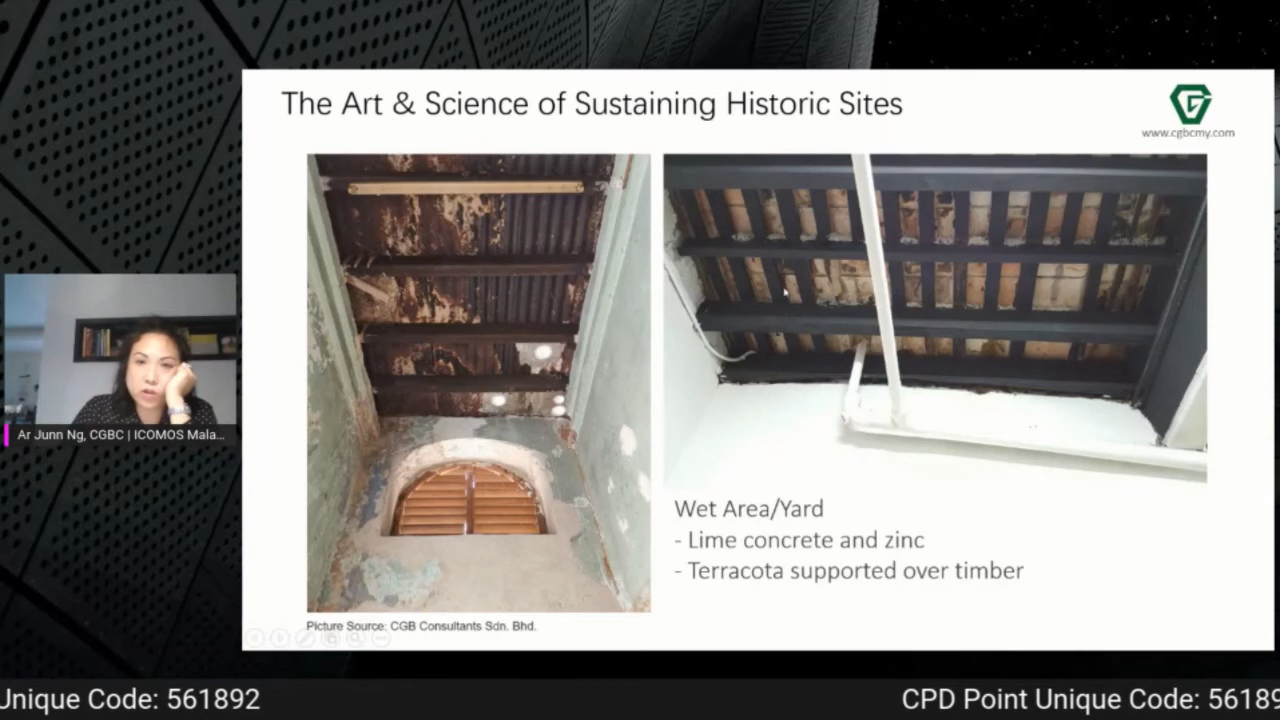 The Art & Science of Sustaining Historic Sites
www.cgbcmy.com
Ar Junn Ng, CGBC | ICOMOS Mala...
Wet Area/Yard
- Lime concrete and zinc
- Terracota supported over timber
Picture Source: CGB Consultants Sdn. Bhd.
Unique Code: 561892
CPD Point Unique Code: 56189